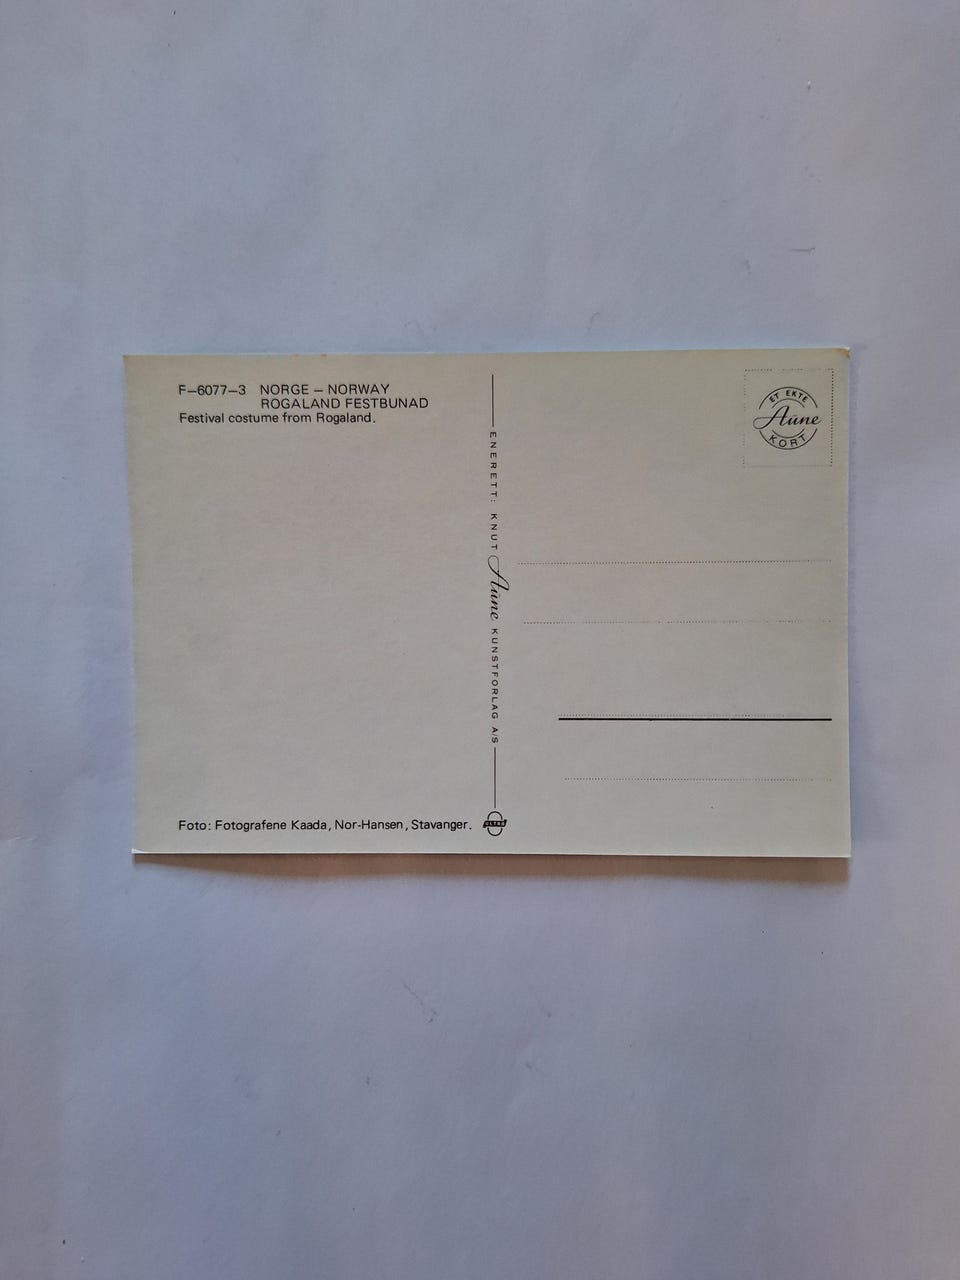 F–6077–3 NORGE – NORWAY
ROGALAND FESTBUNAD
Festival costume from Rogaland.
ET EKTE
Aune
KORT
ENERETT: KNUT Aune KUNSTFORLAG A/S
Foto: Fotografene Kaada, Nor-Hansen, Stavanger.
ULTRA